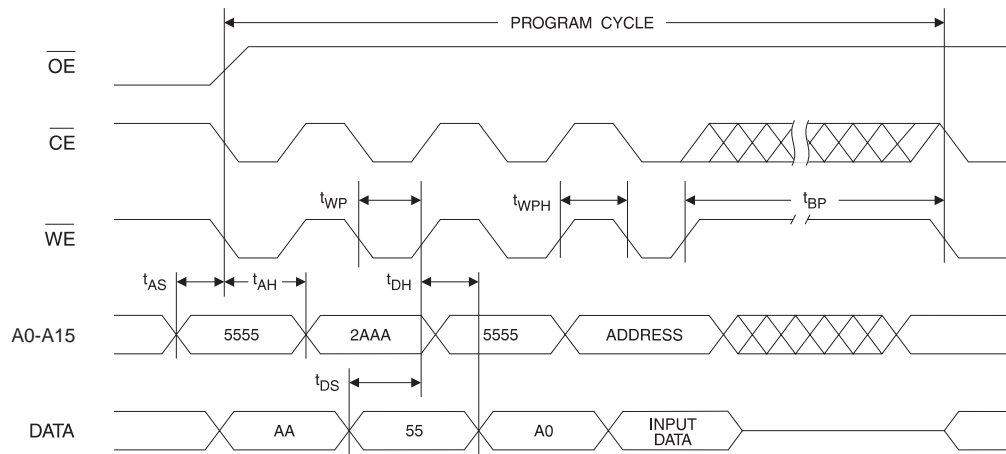 PROGRAM CYCLE
OE
CE
tWP
tWPH
tBP
WE
tAS
tAH
tDH
A0-A15
5555
2AAA
5555
ADDRESS
tDS
DATA
AA
55
A0
INPUT
DATA